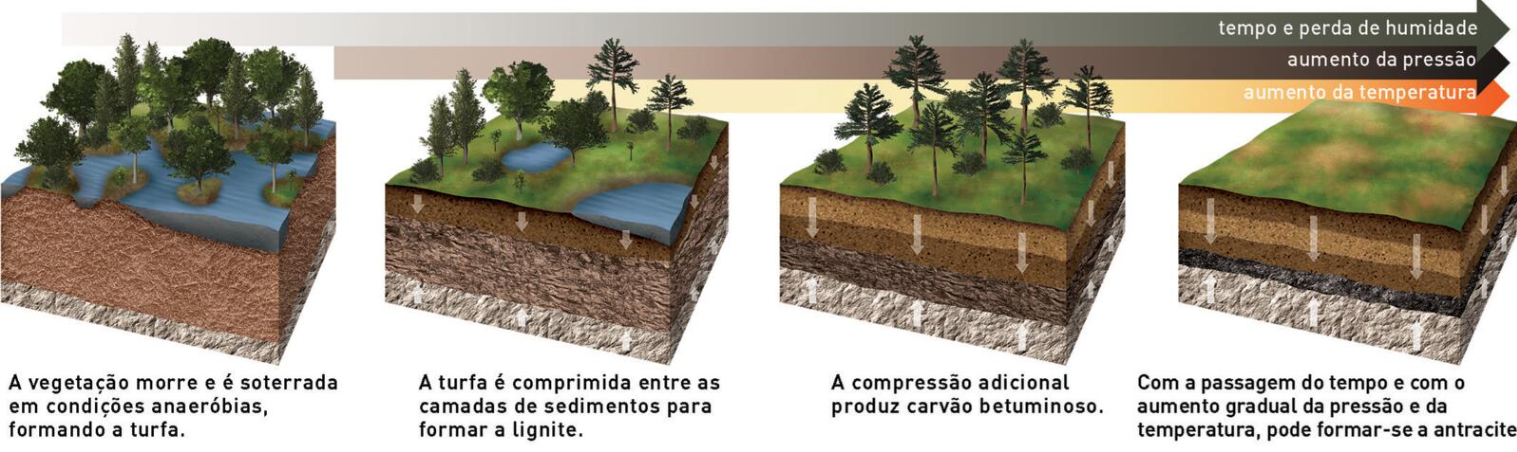 tempo e perda de humidade
aumento da pressão
aumento da temperatura
A vegetação morre e é soterrada
em condições anaeróbias,
formando a turfa.
A turfa é comprimida entre as
camadas de sedimentos para
formar a lignite.
A compressão adicional
produz carvão betuminoso.
Com a passagem do tempo e com o
aumento gradual da pressão e da
temperatura, pode formar-se a antracite